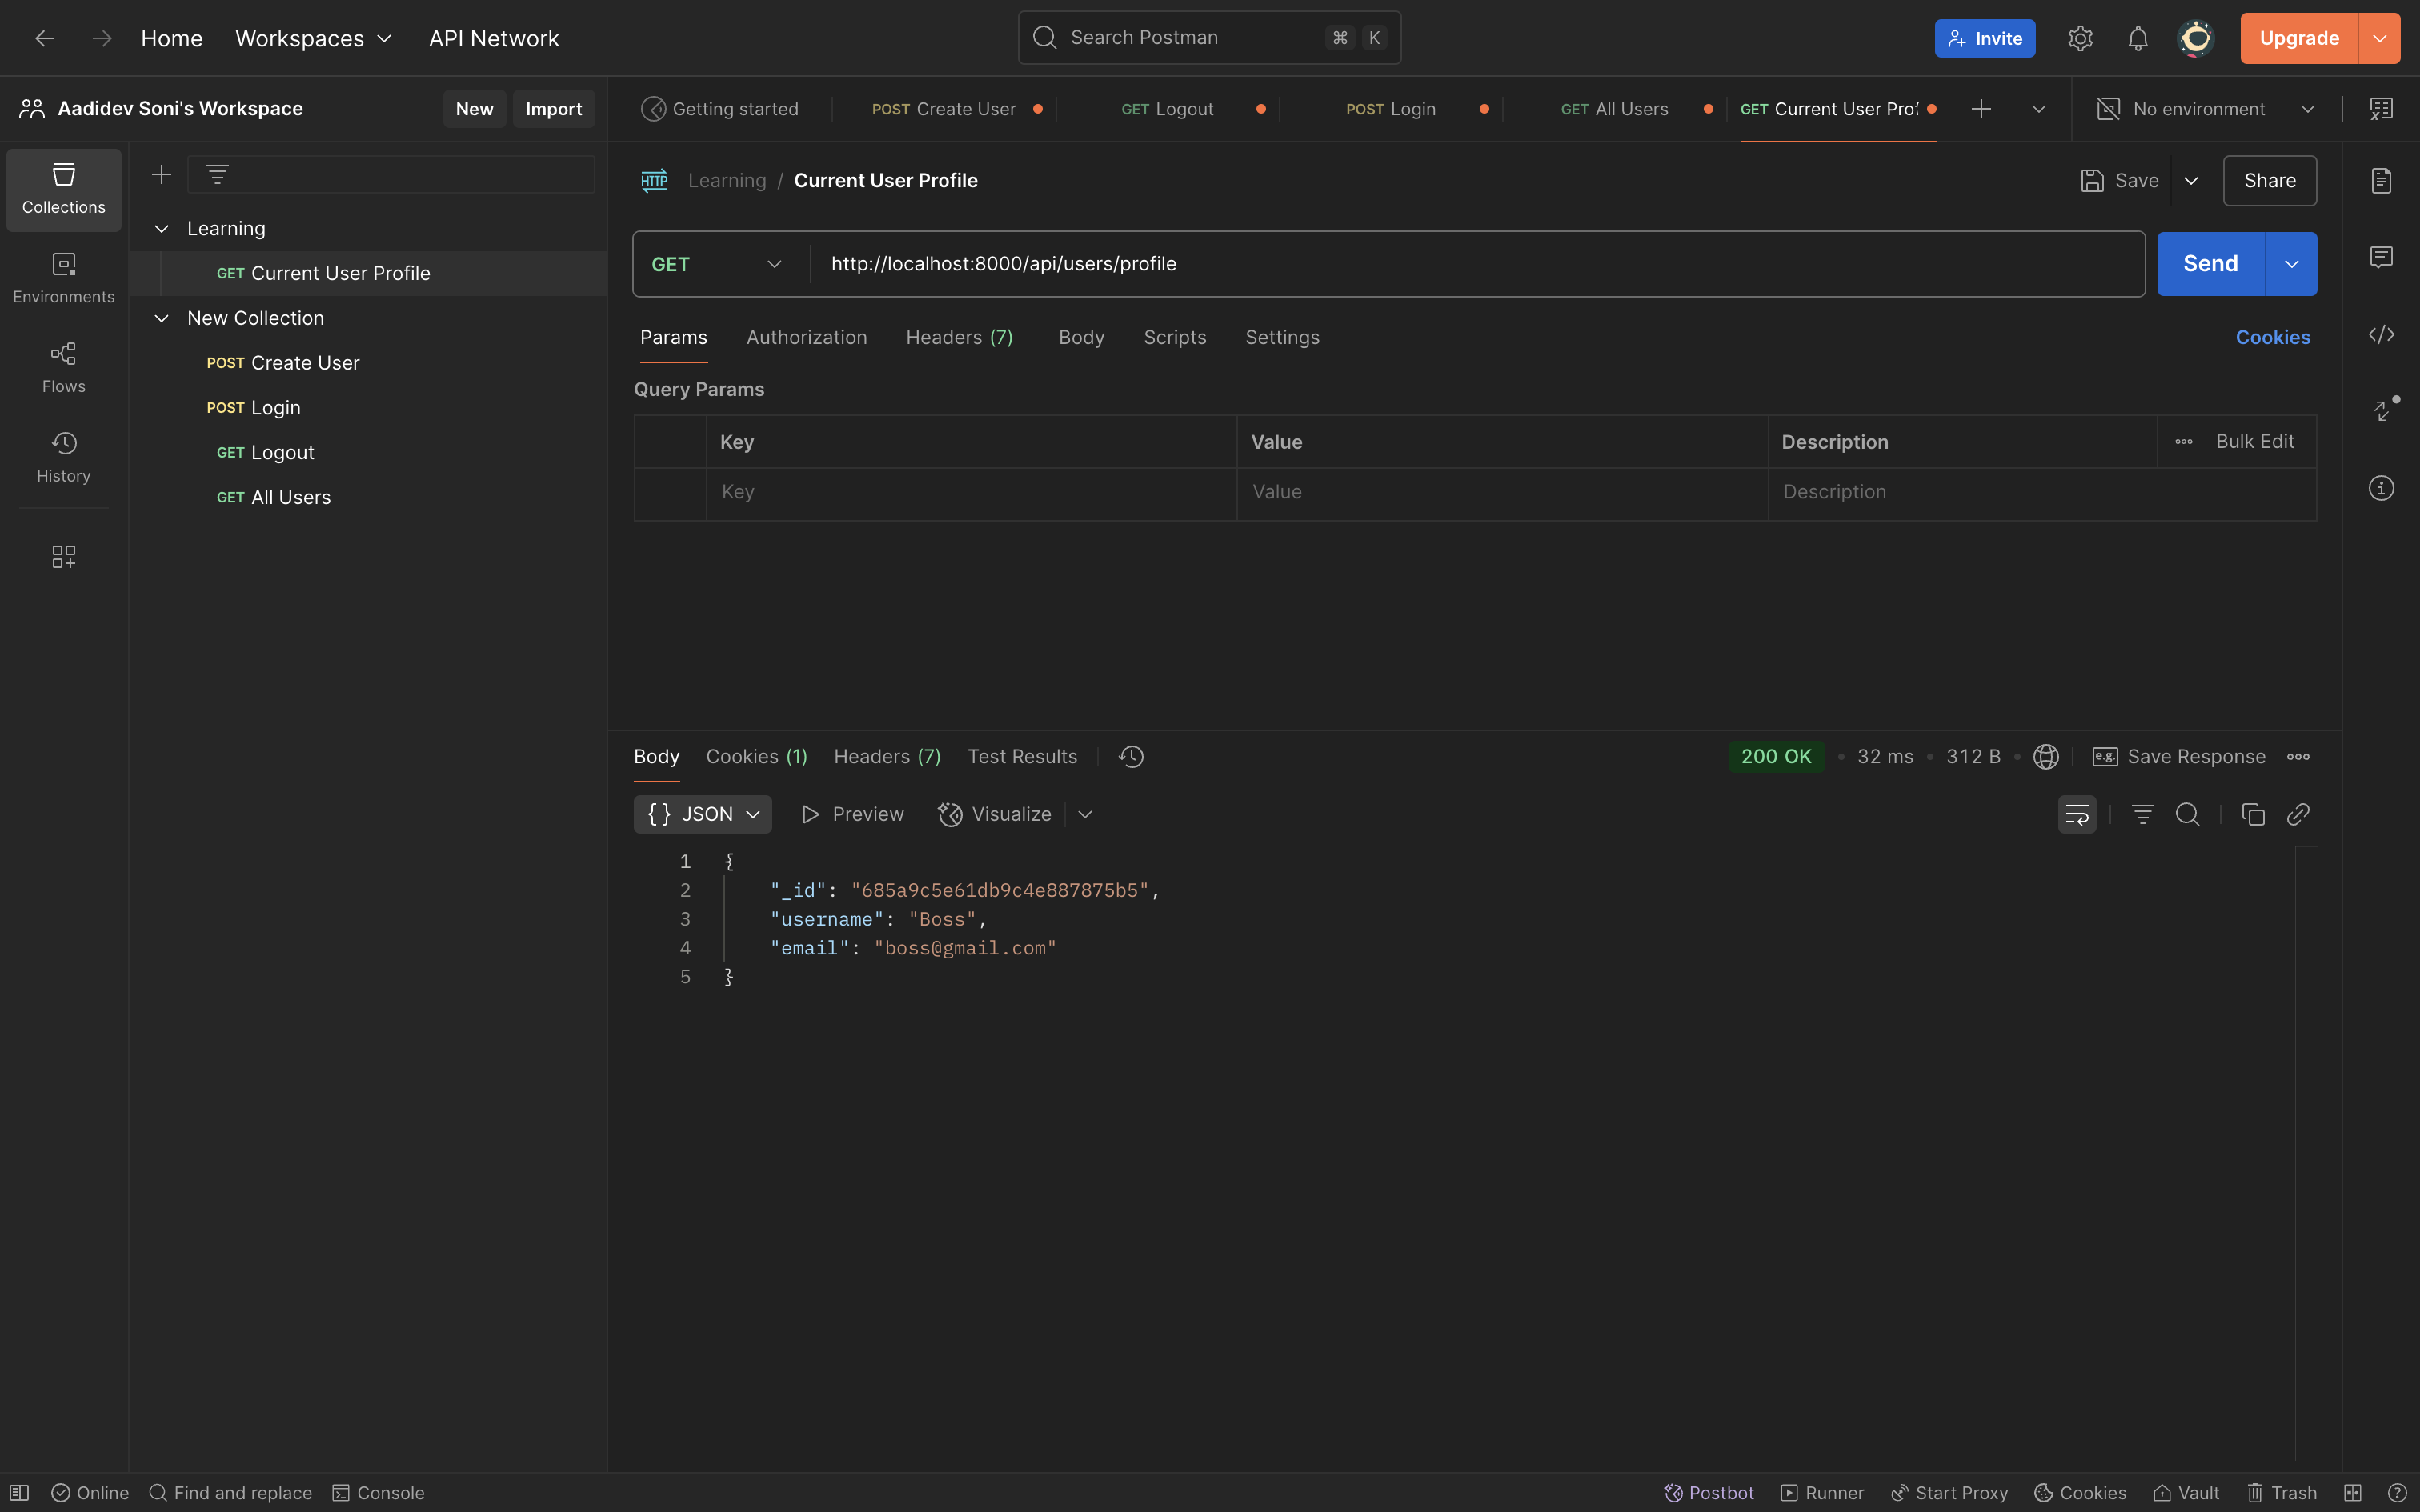 Home Workspaces API Network Search Postman ⌘ K Invite Upgrade
Aadidev Soni's Workspace New Import
Getting started POST Create User GET Logout POST Login GET All Users GET Current User Prof No environment
Collections
Environments
Flows
History
Learning
GET Current User Profile
New Collection
POST Create User
POST Login
GET Logout
GET All Users
HTTP Learning / Current User Profile Save Share
GET http://localhost:8000/api/users/profile Send
Params Authorization Headers (7) Body Scripts Settings Cookies
Query Params
Key Value Description Bulk Edit
Key Value Description
Body Cookies (1) Headers (7) Test Results 200 OK • 32 ms • 312 B • e.g. Save Response
{} JSON Preview Visualize
1 {
2 "_id": "685a9c5e61db9c4e887875b5",
3 "username": "Boss",
4 "email": "boss@gmail.com"
5 }
Online Find and replace Console Postbot Runner Start Proxy Cookies Vault Trash